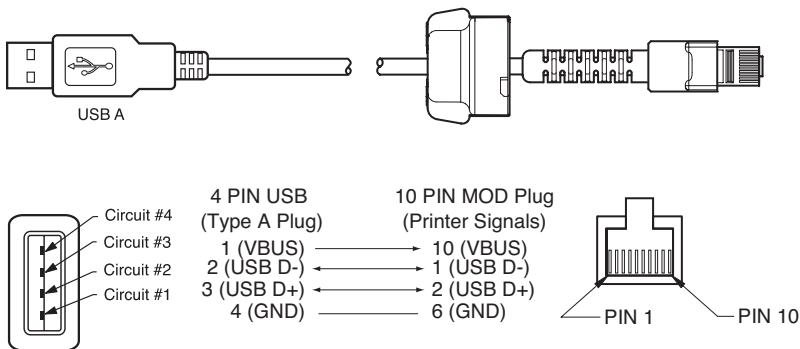 USB A
Circuit #4
Circuit #3
Circuit #2
Circuit #1
4 PIN USB
(Type A Plug)
10 PIN MOD Plug
(Printer Signals)
1 (VBUS) 10 (VBUS)
2 (USB D-) 1 (USB D-)
3 (USB D+) 2 (USB D+)
4 (GND) 6 (GND)
PIN 1
PIN 10